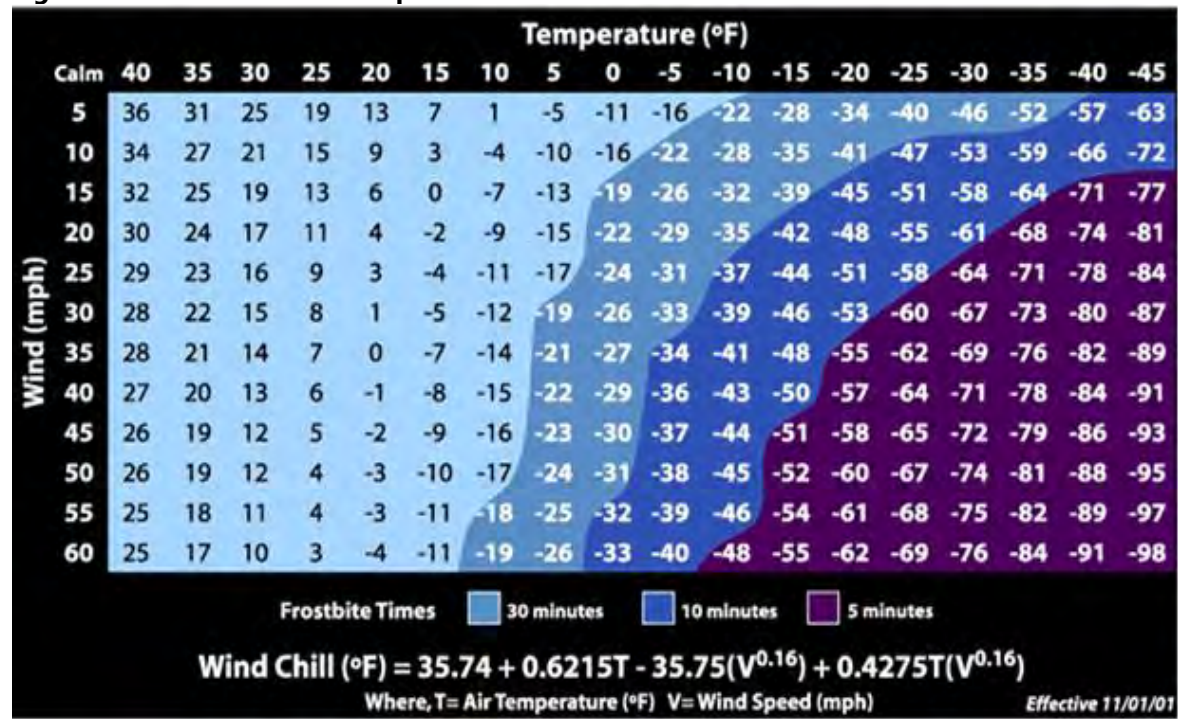 Temperature (ºF)
Calm 40 35 30 25 20 15 10 5 0 -5 -10 -15 -20 -25 -30 -35 -40 -45
5 36 31 25 19 13 7 1 -5 -11 -16 -22 -28 -34 -40 -46 -52 -57 -63
10 34 27 21 15 9 3 -4 -10 -16 -22 -28 -35 -41 -47 -53 -59 -66 -72
15 32 25 19 13 6 0 -7 -13 -19 -26 -32 -39 -45 -51 -58 -64 -71 -77
20 30 24 17 11 4 -2 -9 -15 -22 -29 -35 -42 -48 -55 -61 -68 -74 -81
25 29 23 16 9 3 -4 -11 -17 -24 -31 -37 -44 -51 -58 -64 -71 -78 -84
30 28 22 15 8 1 -5 -12 -19 -26 -33 -39 -46 -53 -60 -67 -73 -80 -87
35 28 21 14 7 0 -7 -14 -21 -27 -34 -41 -48 -55 -62 -69 -76 -82 -89
40 27 20 13 6 -1 -8 -15 -22 -29 -36 -43 -50 -57 -64 -71 -78 -84 -91
45 26 19 12 5 -2 -9 -16 -23 -30 -37 -44 -51 -58 -65 -72 -79 -86 -93
50 26 19 12 4 -3 -10 -17 -24 -31 -38 -45 -52 -60 -67 -74 -81 -88 -95
55 25 18 11 4 -3 -11 -18 -25 -32 -39 -46 -54 -61 -68 -75 -82 -89 -97
60 25 17 10 3 -4 -11 -19 -26 -33 -40 -48 -55 -62 -69 -76 -84 -91 -98
Wind (mph)
Frostbite Times 30 minutes 10 minutes 5 minutes
Wind Chill (ºF) = 35.74 + 0.6215T - 35.75(V^0.16) + 0.4275T(V^0.16)
Where, T= Air Temperature (ºF) V= Wind Speed (mph)
Effective 11/01/01